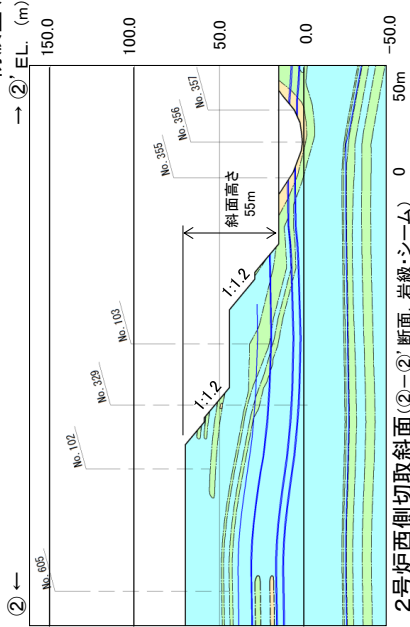 ② ←
→ ②' EL. (m)
150.0
100.0
50.0
0.0
-50.0
No. 605
No. 102
No. 329
No. 103
No. 355
No. 356
No. 357
1:1.2
1:1.2
斜面高さ
55m
0
50m
2号炉西側切取斜面(②-②' 断面、岩級・シーム)